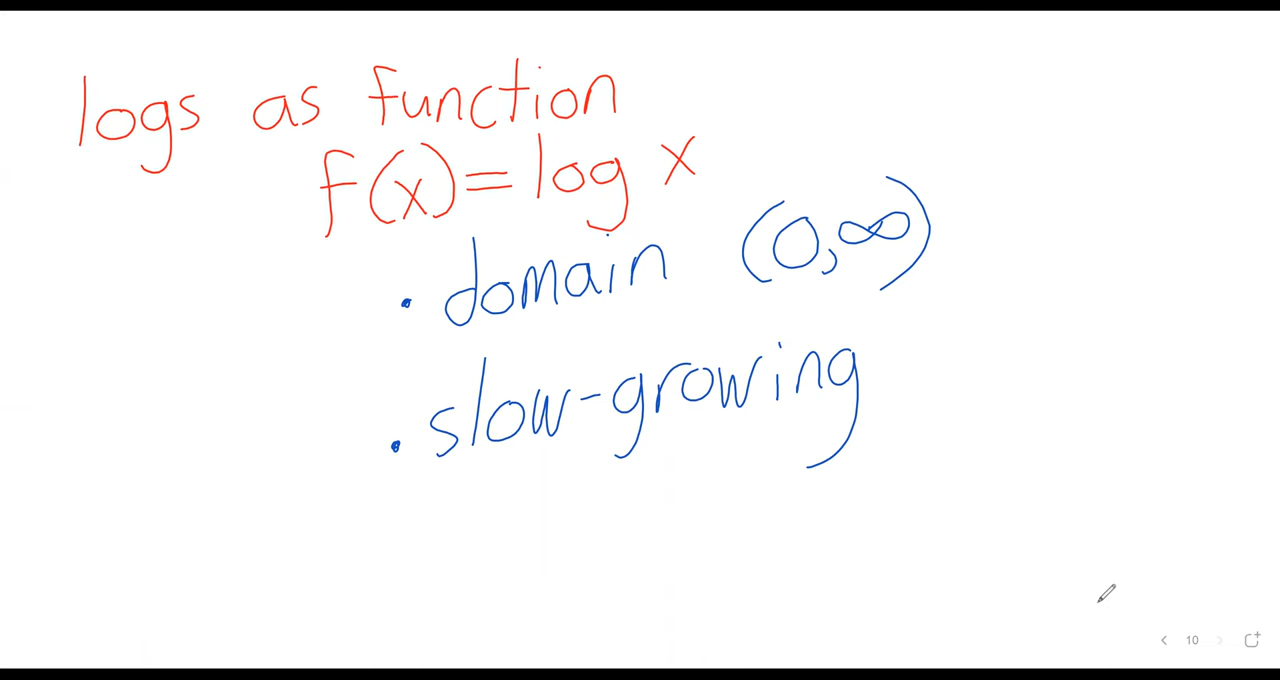 logs as function
f(x) = log x
• domain (0,∞)
• slow-growing
10